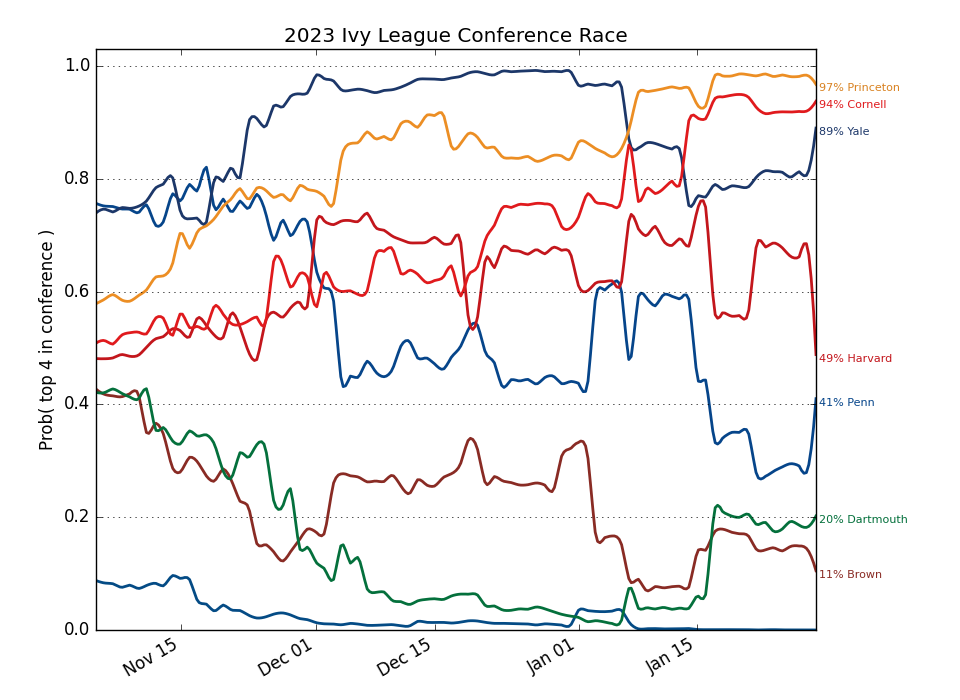 2023 Ivy League Conference Race
Prob( top 4 in conference )
1.0
0.8
0.6
0.4
0.2
0.0
Nov 15
Dec 01
Dec 15
Jan 01
Jan 15
97% Princeton
94% Cornell
89% Yale
49% Harvard
41% Penn
20% Dartmouth
11% Brown